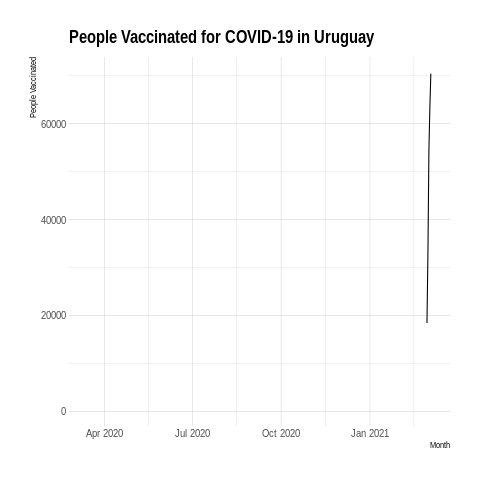 People Vaccinated for COVID-19 in Uruguay
People Vaccinated
60000
40000
20000
0
Apr 2020 Jul 2020 Oct 2020 Jan 2021
Month